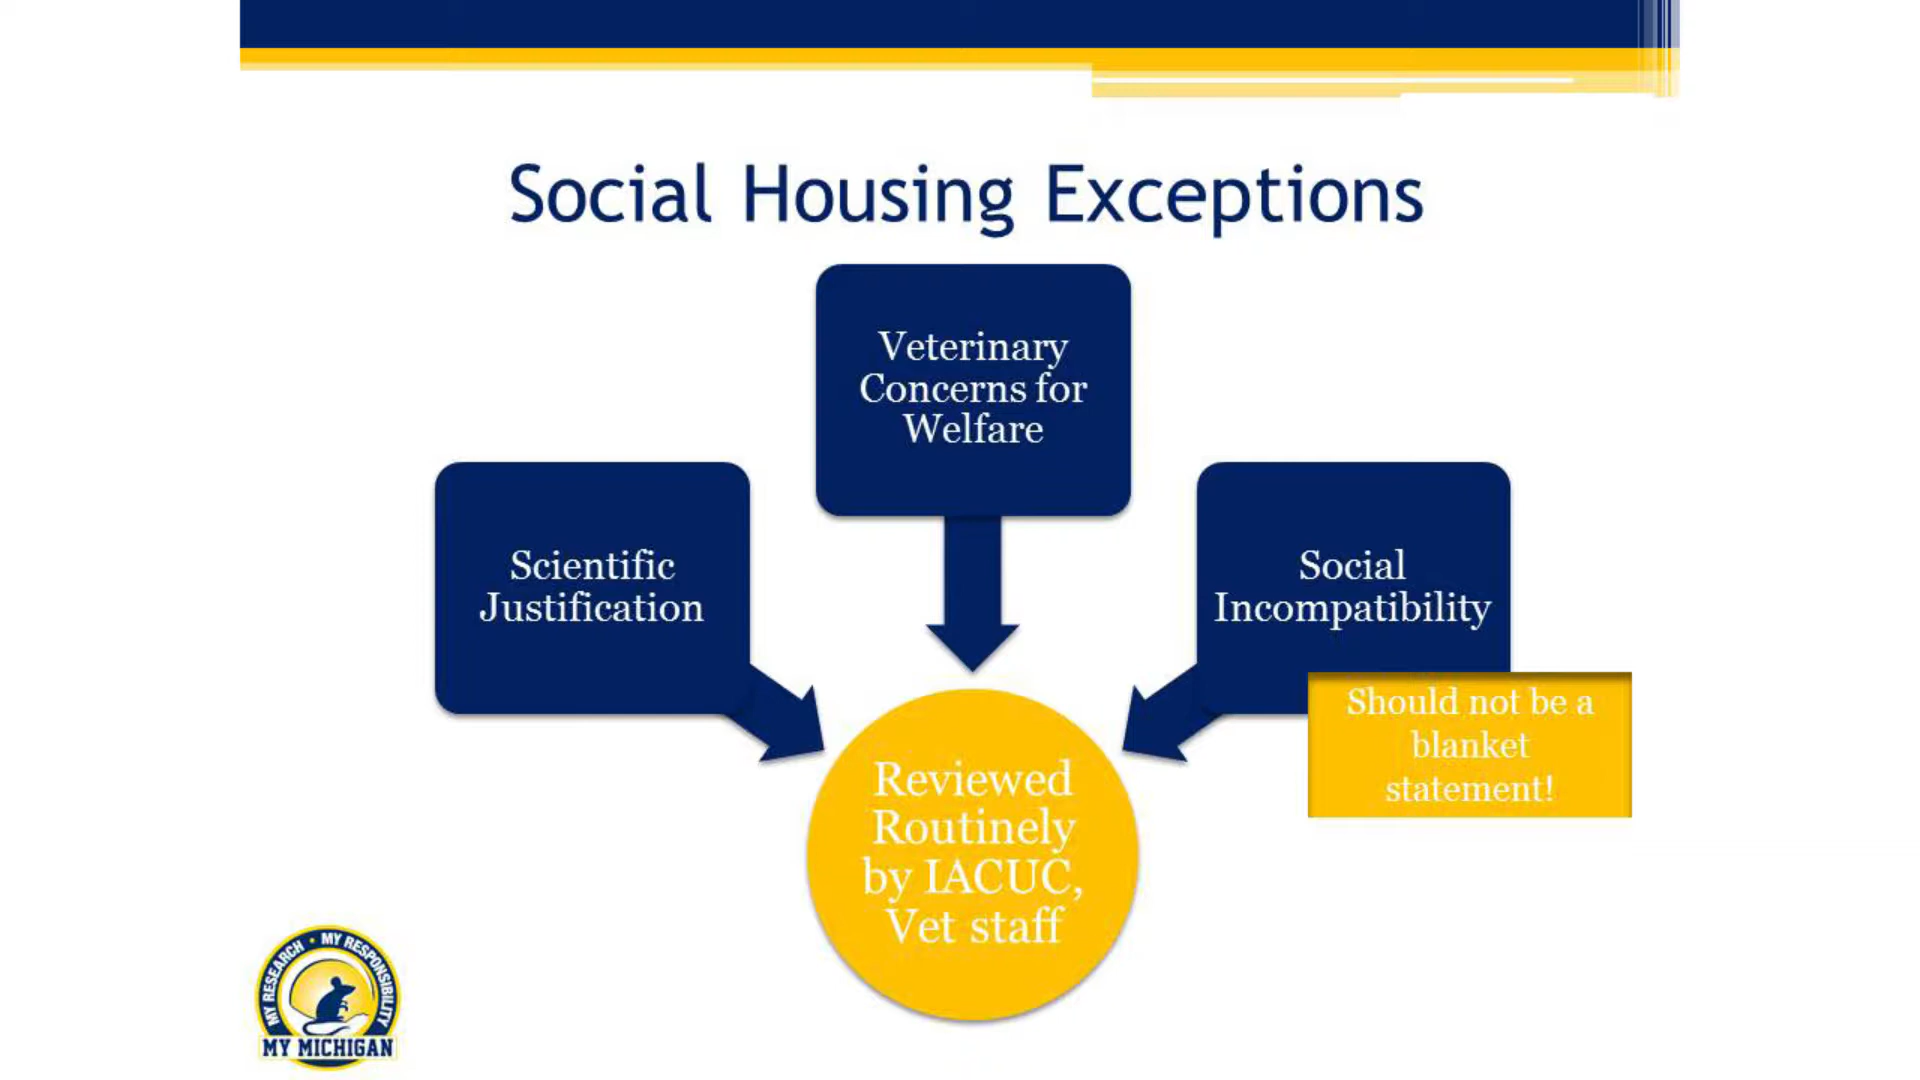 Social Housing Exceptions
Veterinary
Concerns for
Welfare
Scientific
Justification
Social
Incompatibility
Should not be a
blanket
statement!
Reviewed
Routinely
by IACUC,
Vet staff
MY RESEARCH • MY RESPONSIBILITY
MY MICHIGAN